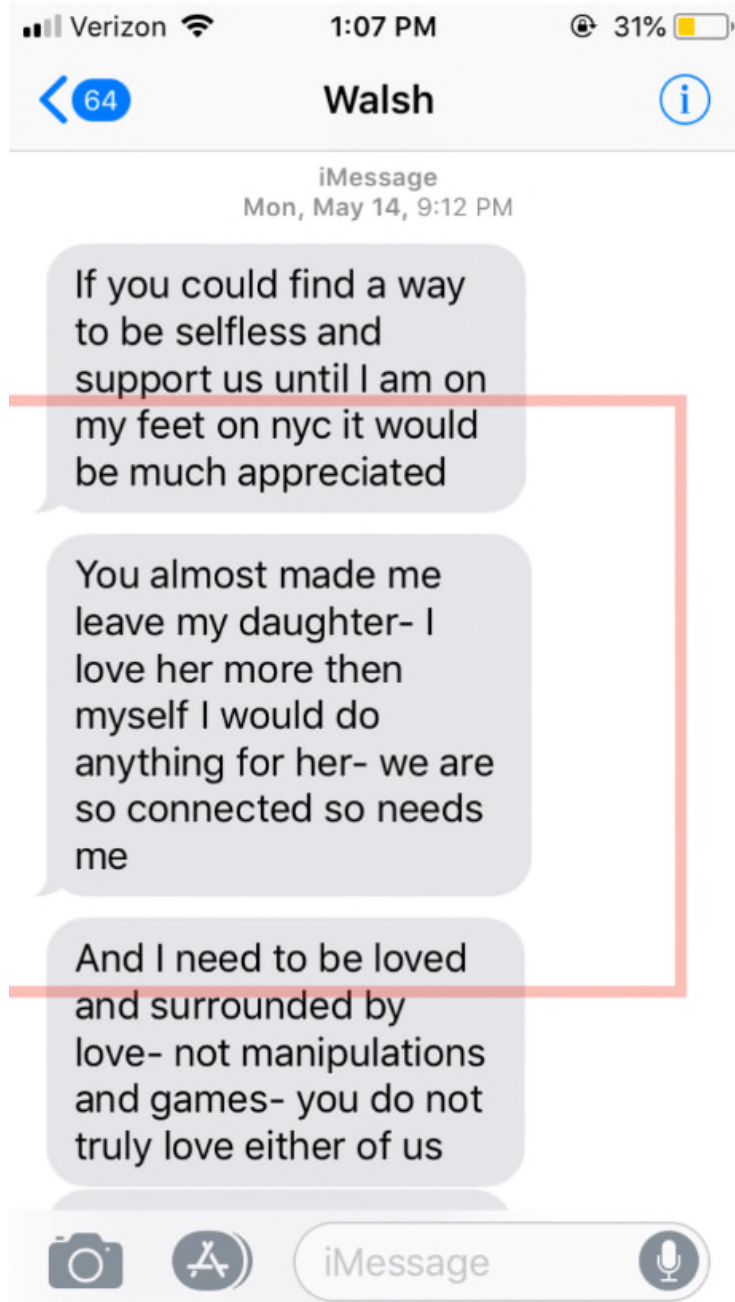 Verizon 1:07 PM 31%
64 Walsh i
iMessage
Mon, May 14, 9:12 PM
If you could find a way
to be selfless and
support us until I am on
my feet on nyc it would
be much appreciated
You almost made me
leave my daughter- I
love her more then
myself I would do
anything for her- we are
so connected so needs
me
And I need to be loved
and surrounded by
love- not manipulations
and games- you do not
truly love either of us
iMessage